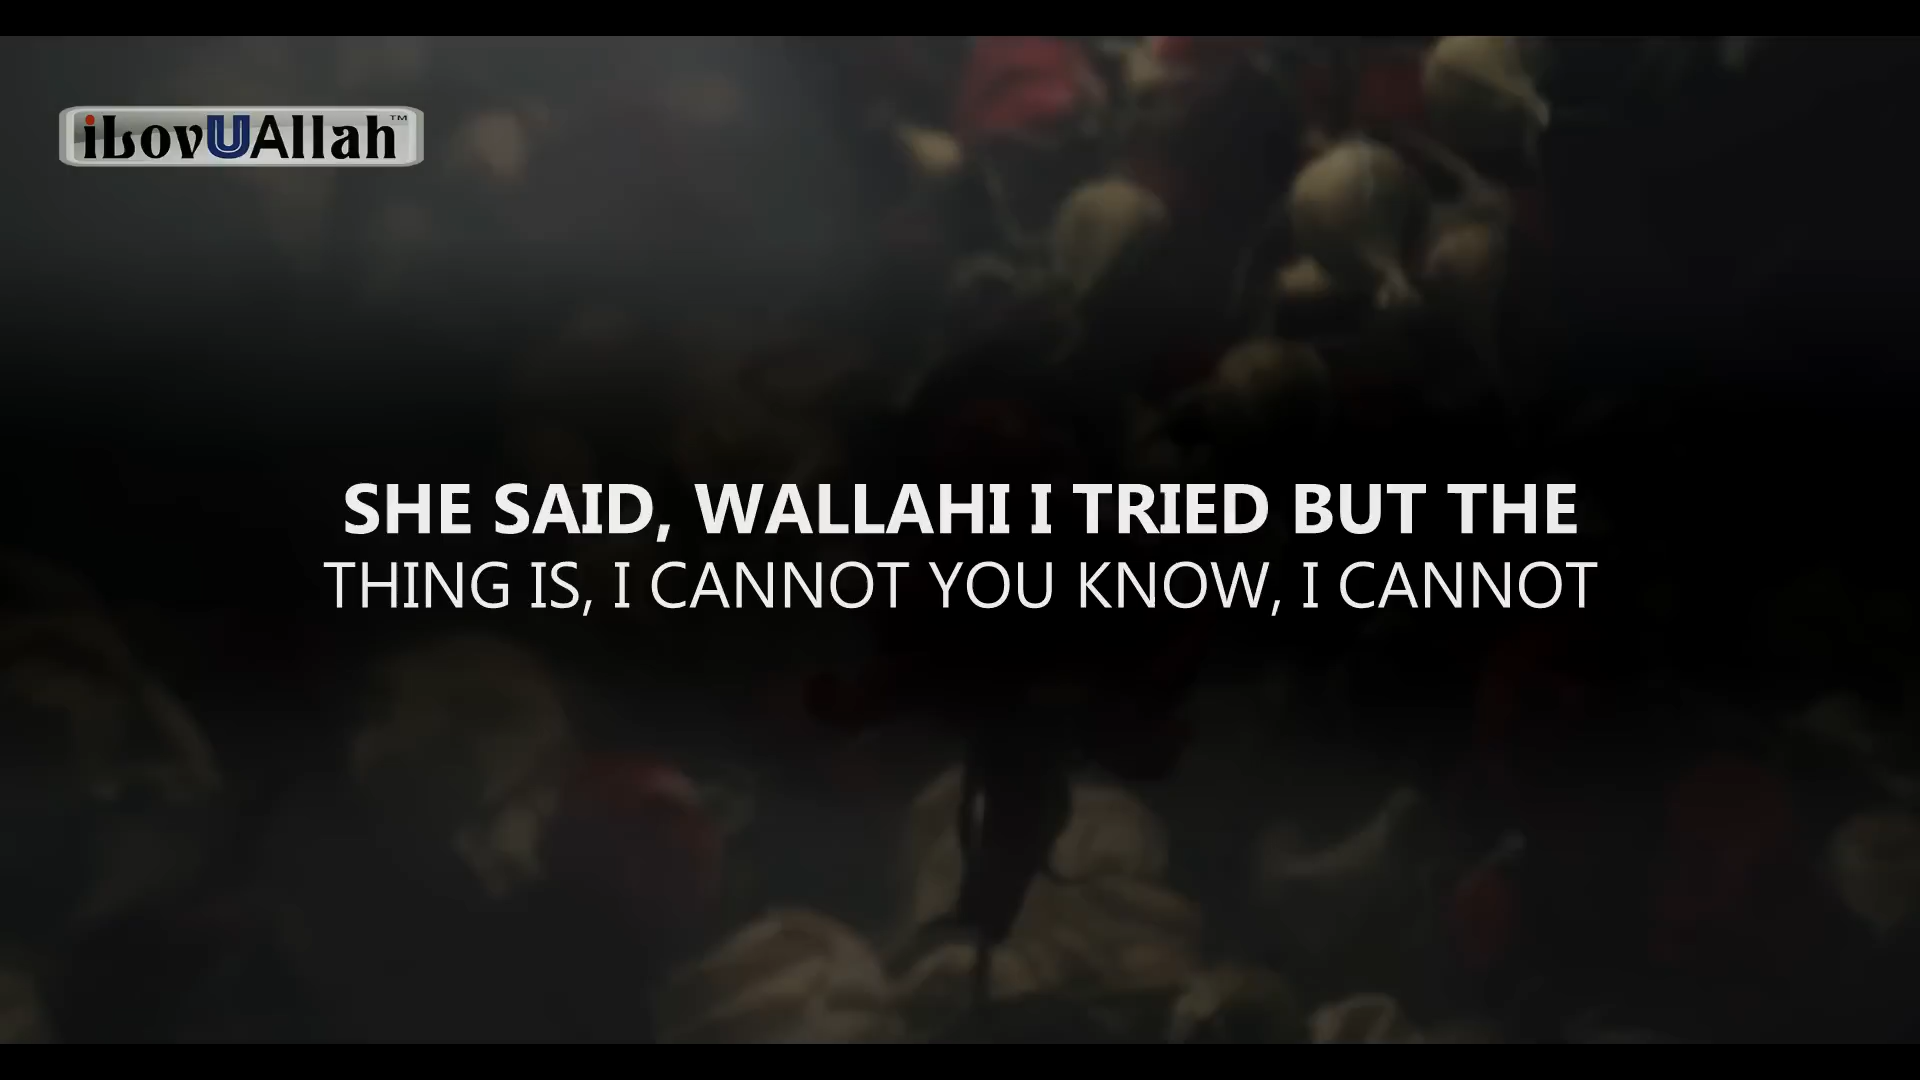 iLovUAllah™
SHE SAID, WALLAHI I TRIED BUT THE
THING IS, I CANNOT YOU KNOW, I CANNOT